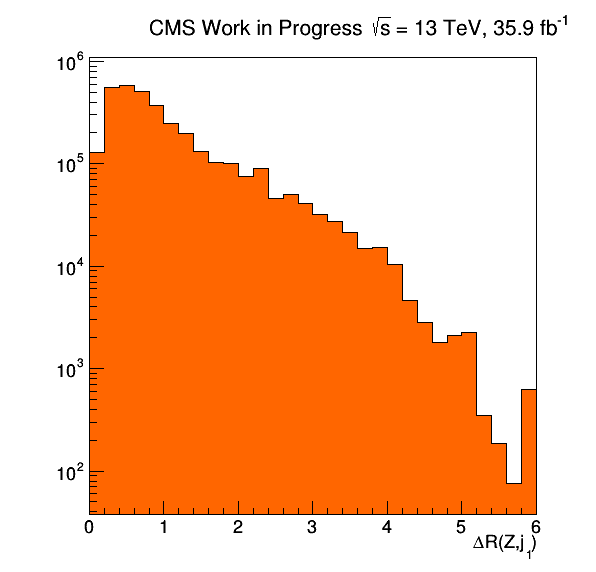 CMS Work in Progress √s = 13 TeV, 35.9 fb⁻¹
10⁶
10⁵
10⁴
10³
10²
0 1 2 3 4 5 6
ΔR(Z,j₁)